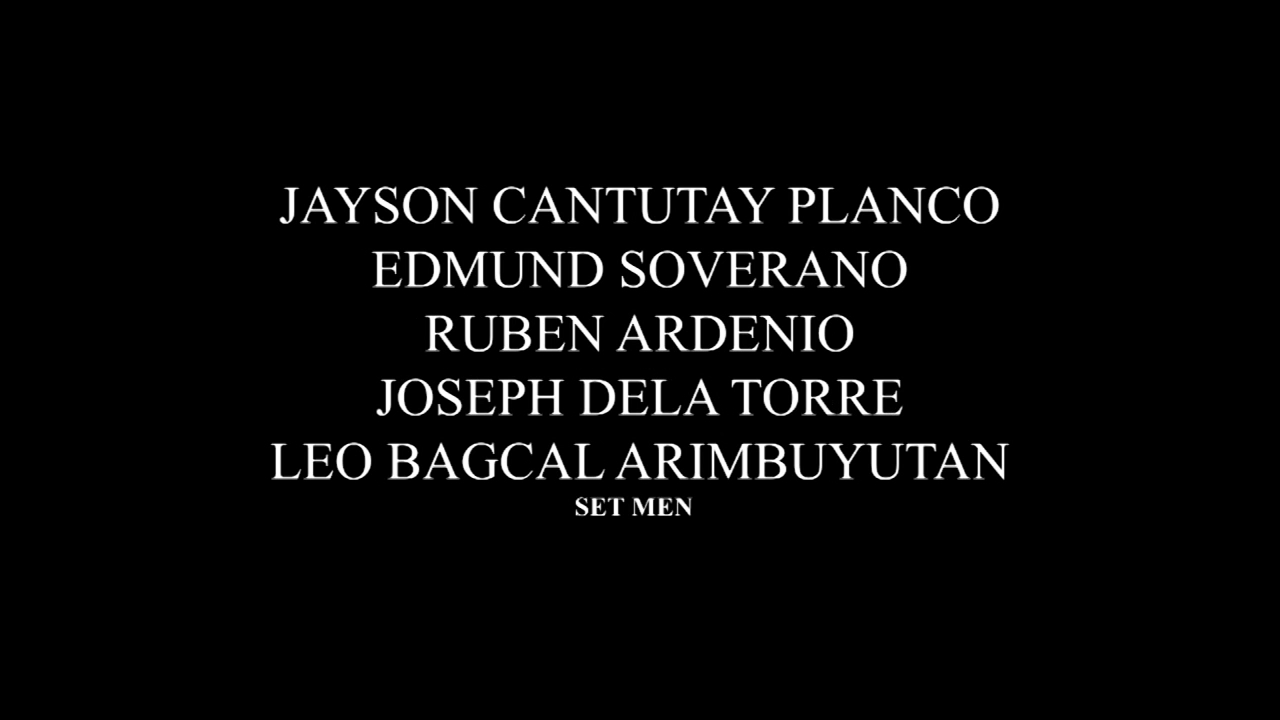 JAYSON CANTUTAY PLANCO
EDMUND SOVERANO
RUBEN ARDENIO
JOSEPH DELA TORRE
LEO BAGCAL ARIMBUYUTAN
SET MEN